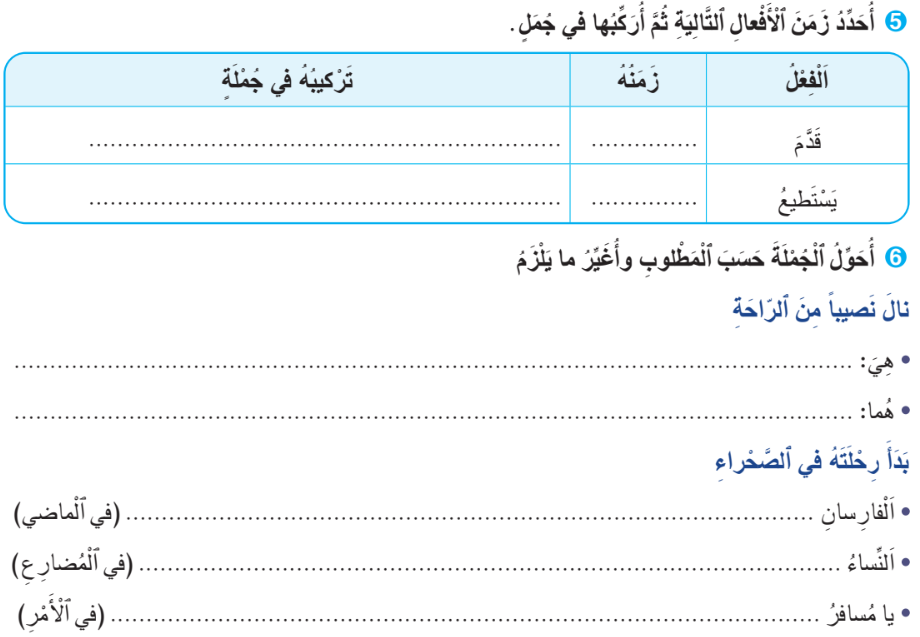 5 أُحَدِّدُ زَمَنَ ٱلْأَفْعالِ ٱلتَّالِيَةِ ثُمَّ أُرَكِّبُها في جُمَلٍ.
اَلْفِعْلُ زَمَنُهُ تَرْكيبُهُ في جُمْلَةٍ
قَدَّمَ ............... ..................................................................
يَسْتَطيعُ ............... ..................................................................
6 أُحَوِّلُ ٱلْجُمْلَةَ حَسَبَ ٱلْمَطْلوبِ وأُغَيِّرُ ما يَلْزَمُ
نالَ نَصيباً مِنَ ٱلرّاحَةِ
• هِيَ: ..................................................................
• هُما: ..................................................................
بَدَأَ رِحْلَتَهُ في ٱلصَّحْراءِ
• اَلْفارِسانِ .................................................................. (في ٱلْماضي)
• اَلنِّساءُ .................................................................. (في ٱلْمُضارِعِ)
• يا مُسافرُ .................................................................. (في ٱلْأَمْرِ)